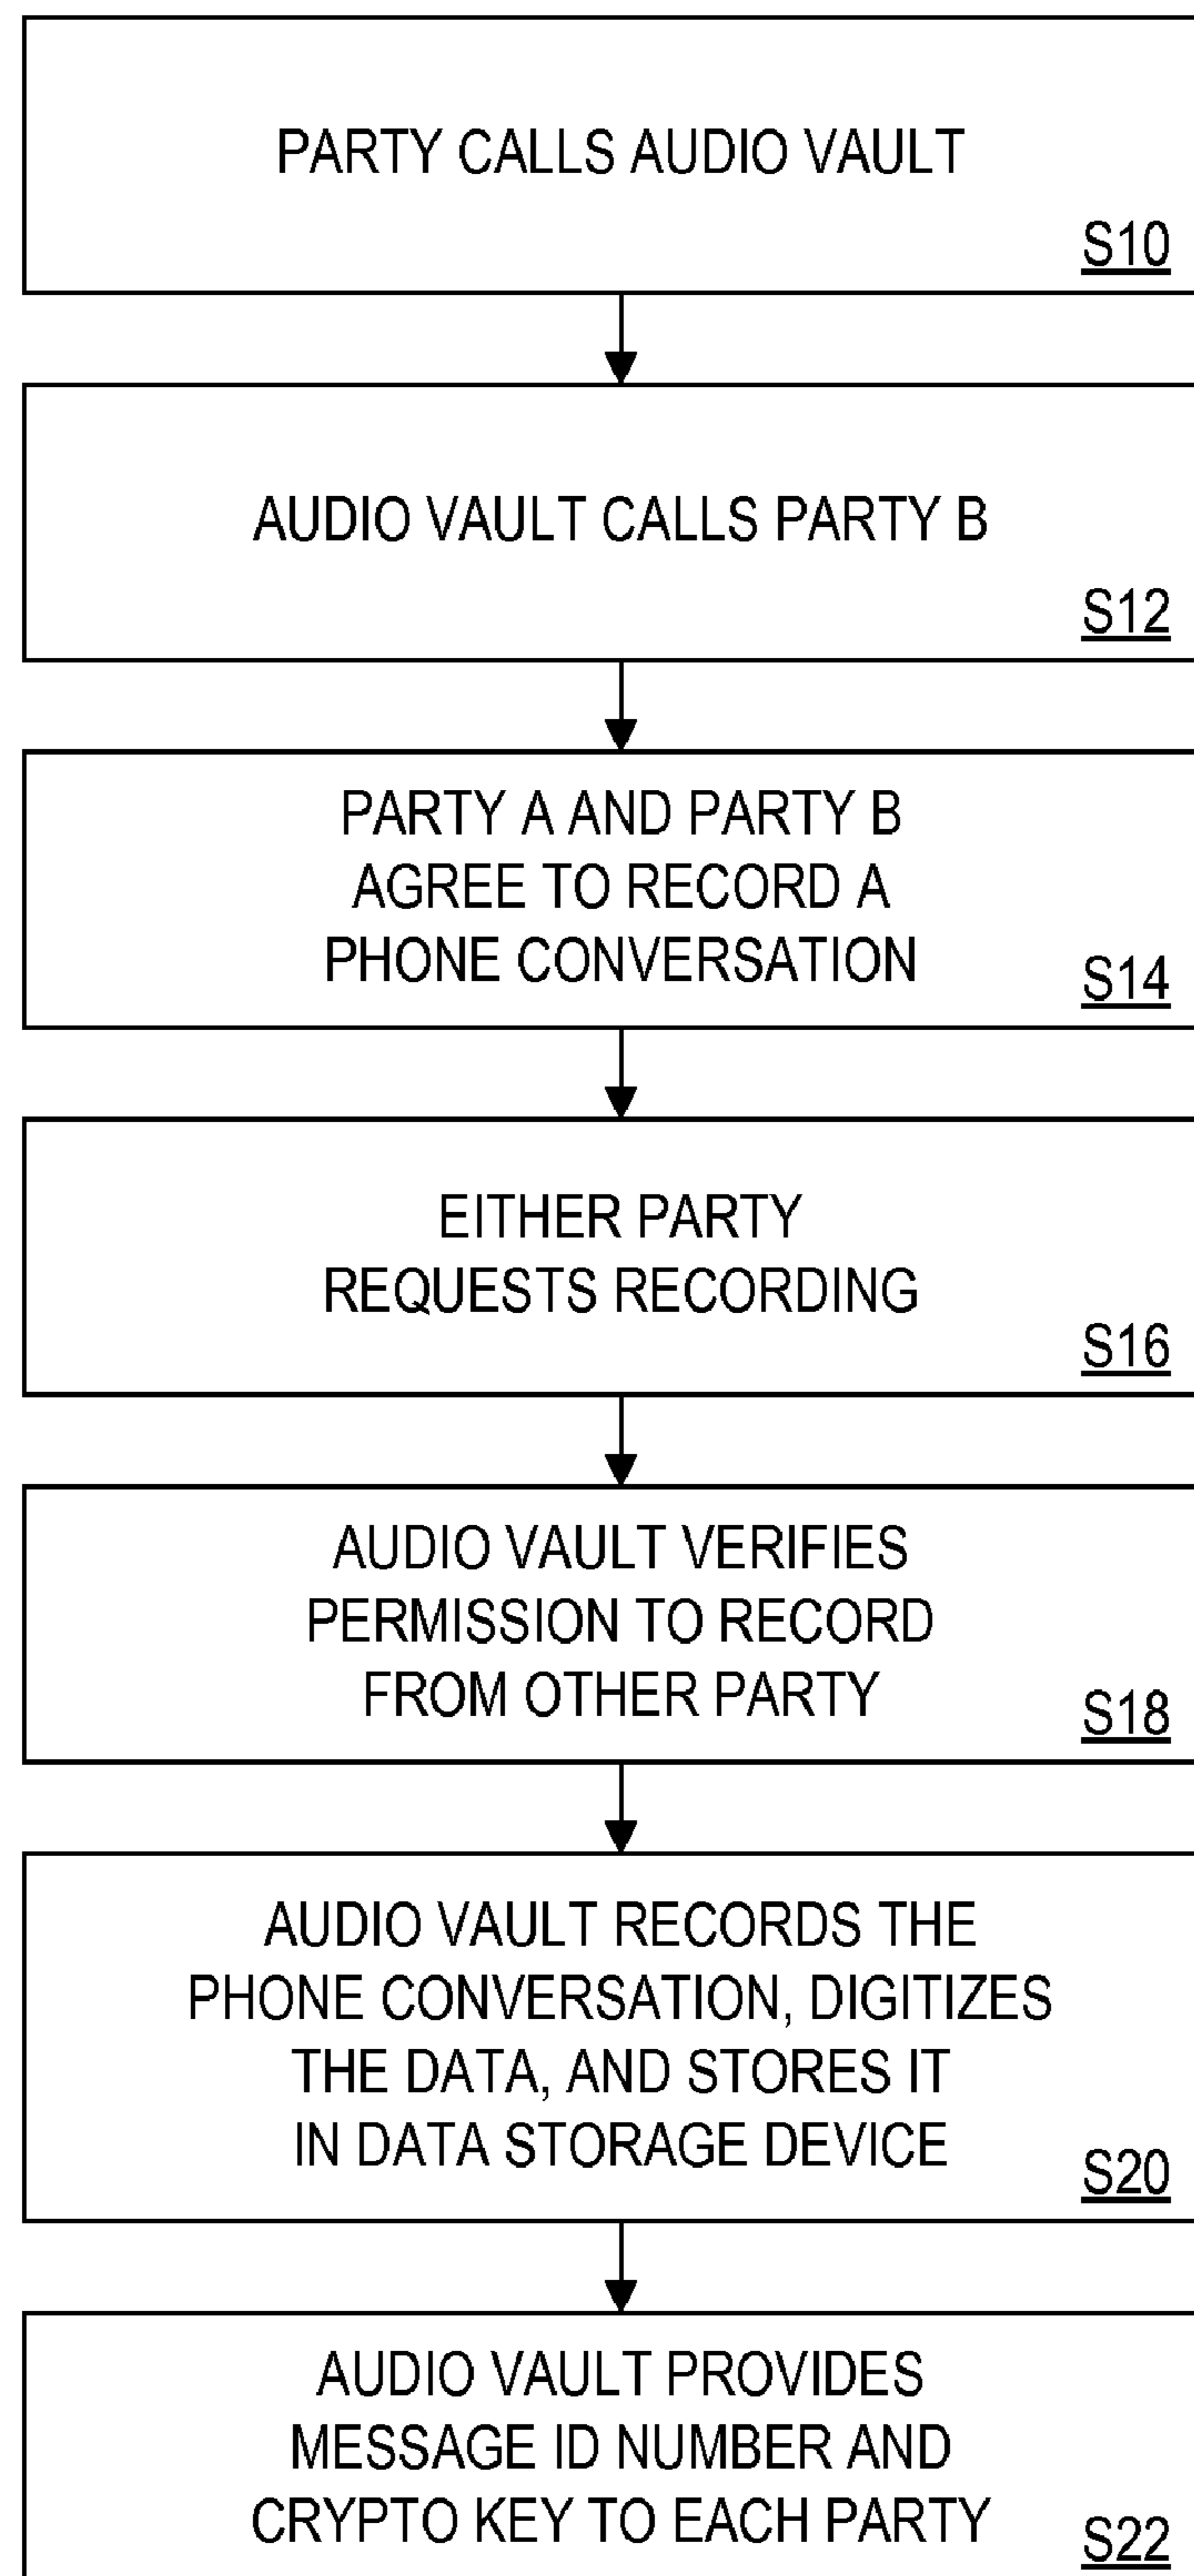 PARTY CALLS AUDIO VAULT
S10
AUDIO VAULT CALLS PARTY B
S12
PARTY A AND PARTY B
AGREE TO RECORD A
PHONE CONVERSATION
S14
EITHER PARTY
REQUESTS RECORDING
S16
AUDIO VAULT VERIFIES
PERMISSION TO RECORD
FROM OTHER PARTY
S18
AUDIO VAULT RECORDS THE
PHONE CONVERSATION, DIGITIZES
THE DATA, AND STORES IT
IN DATA STORAGE DEVICE
S20
AUDIO VAULT PROVIDES
MESSAGE ID NUMBER AND
CRYPTO KEY TO EACH PARTY
S22